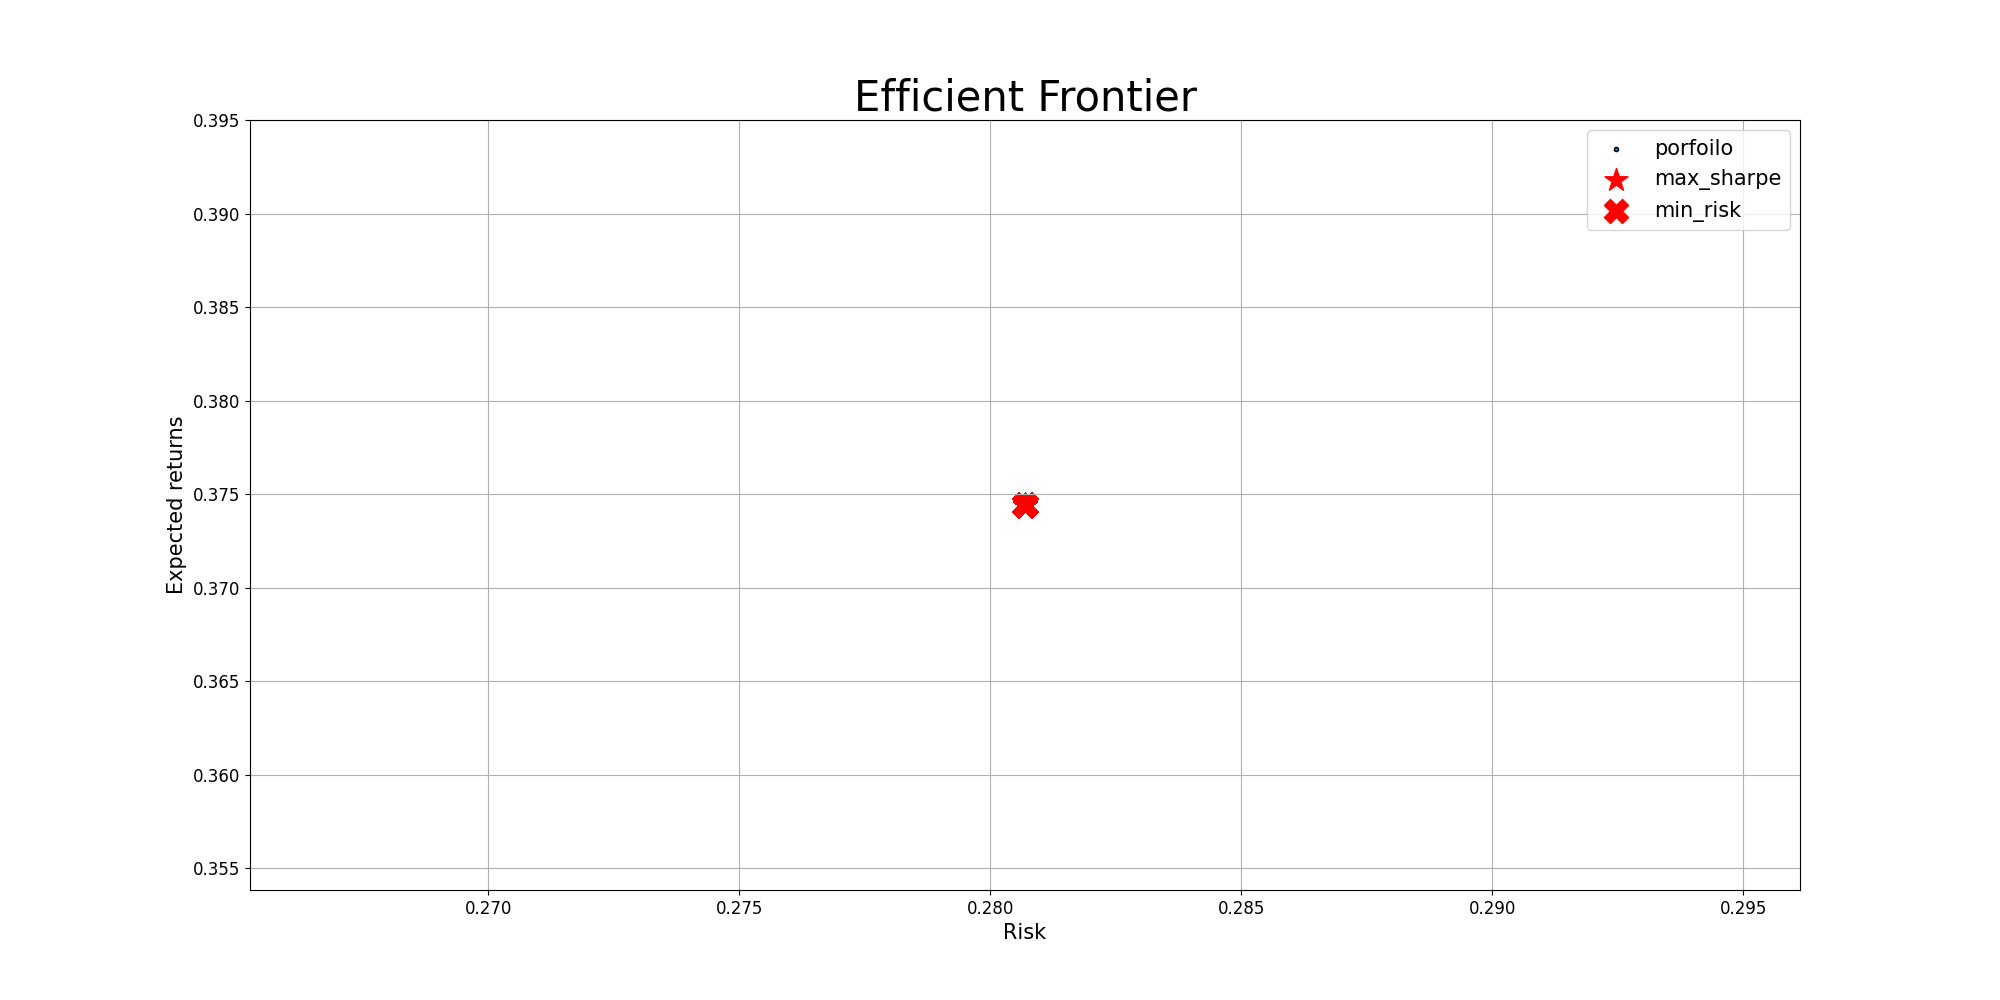 Efficient Frontier
0.395
0.390
0.385
0.380
0.375
0.370
0.365
0.360
0.355
Expected returns
0.270 0.275 0.280 0.285 0.290 0.295
Risk
porfoilo
max_sharpe
min_risk